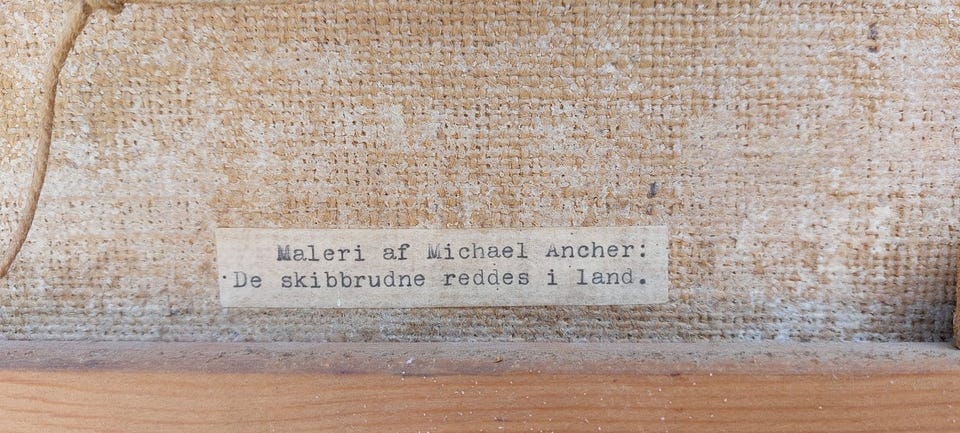 Maleri af Michael Ancher:
De skibbrudne reddes i land.